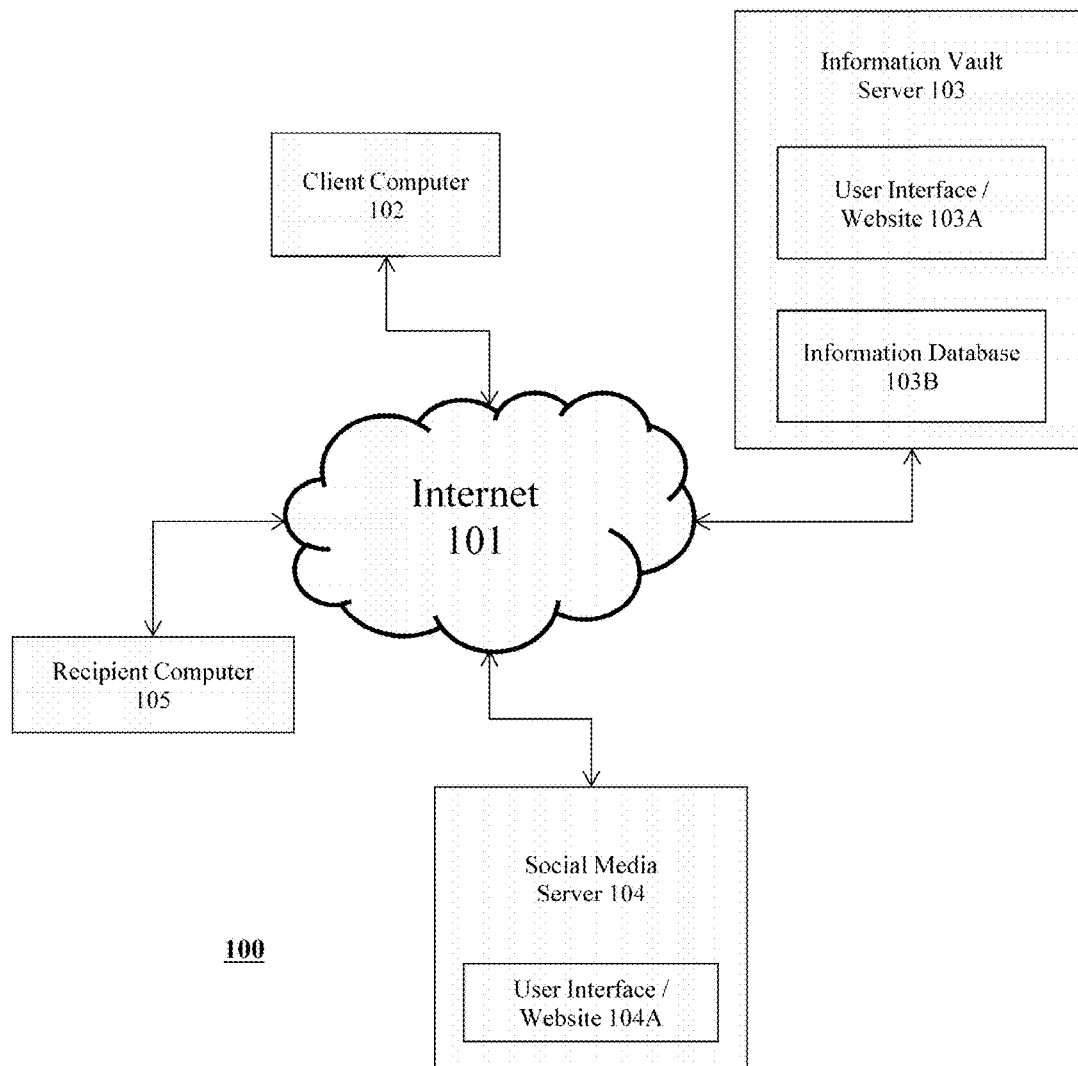 Information Vault
Server 103
User Interface /
Website 103A
Information Database
103B
Client Computer
102
Internet
101
Recipient Computer
105
Social Media
Server 104
User Interface /
Website 104A
100